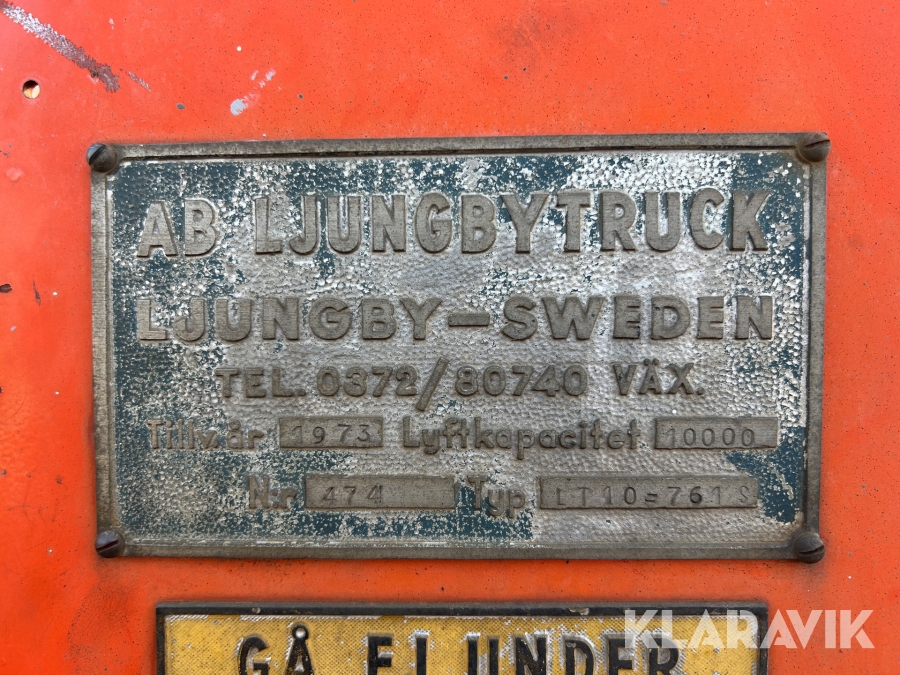 AB LJUNGBYTRUCK
LJUNGBY-SWEDEN
TEL. 0372/80740 VÄX.
Tillv.år 1973 Lyftkapacitet 10000
N:r 474 Typ LT10=761S
GÅ EJ UNDER
KLARAVIK